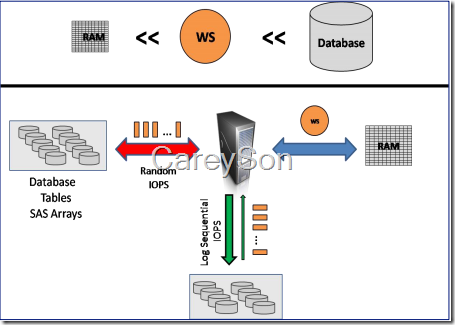 RAM << WS << Database
WS
RAM
Random
IOPS
CareySon
Database
Tables
SAS Arrays
Log Sequential
IOPS